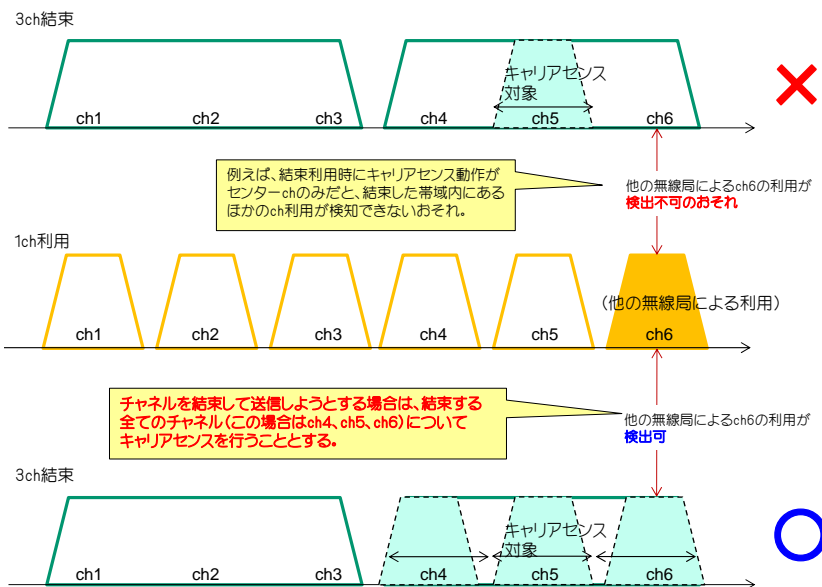 3ch結束
キャリアセンス
対象
ch1 ch2 ch3 ch4 ch5 ch6
例えば、結束利用時にキャリアセンス動作が
センターchのみだと、結束した帯域内にある
ほかのch利用が検知できないおそれ。
他の無線局によるch6の利用が
検出不可のおそれ
1ch利用
(他の無線局による利用)
ch1 ch2 ch3 ch4 ch5 ch6
チャネルを結束して送信しようとする場合は、結束する
全てのチャネル(この場合はch4、ch5、ch6)について
キャリアセンスを行うこととする。
他の無線局によるch6の利用が
検出可
3ch結束
キャリアセンス
対象
ch1 ch2 ch3 ch4 ch5 ch6